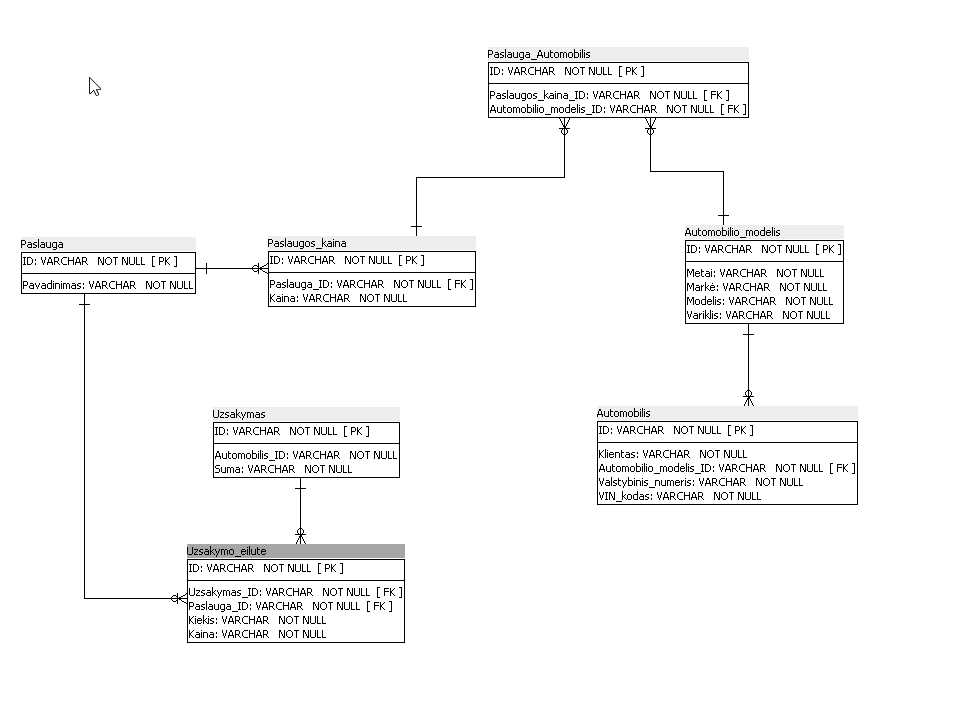 Paslauga_Automobilis
ID: VARCHAR NOT NULL [ PK ]
Paslaugos_kaina_ID: VARCHAR NOT NULL [ FK ]
Automobilio_modelis_ID: VARCHAR NOT NULL [ FK ]
Paslauga
ID: VARCHAR NOT NULL [ PK ]
Pavadinimas: VARCHAR NOT NULL
Paslaugos_kaina
ID: VARCHAR NOT NULL [ PK ]
Paslauga_ID: VARCHAR NOT NULL [ FK ]
Kaina: VARCHAR NOT NULL
Automobilio_modelis
ID: VARCHAR NOT NULL [ PK ]
Metai: VARCHAR NOT NULL
Markė: VARCHAR NOT NULL
Modelis: VARCHAR NOT NULL
Variklis: VARCHAR NOT NULL
Uzsakymas
ID: VARCHAR NOT NULL [ PK ]
Automobilis_ID: VARCHAR NOT NULL
Suma: VARCHAR NOT NULL
Automobilis
ID: VARCHAR NOT NULL [ PK ]
Klientas: VARCHAR NOT NULL
Automobilio_modelis_ID: VARCHAR NOT NULL [ FK ]
Valstybinis_numeris: VARCHAR NOT NULL
VIN_kodas: VARCHAR NOT NULL
Uzsakymo_eilute
ID: VARCHAR NOT NULL [ PK ]
Uzsakymas_ID: VARCHAR NOT NULL [ FK ]
Paslauga_ID: VARCHAR NOT NULL [ FK ]
Kiekis: VARCHAR NOT NULL
Kaina: VARCHAR NOT NULL